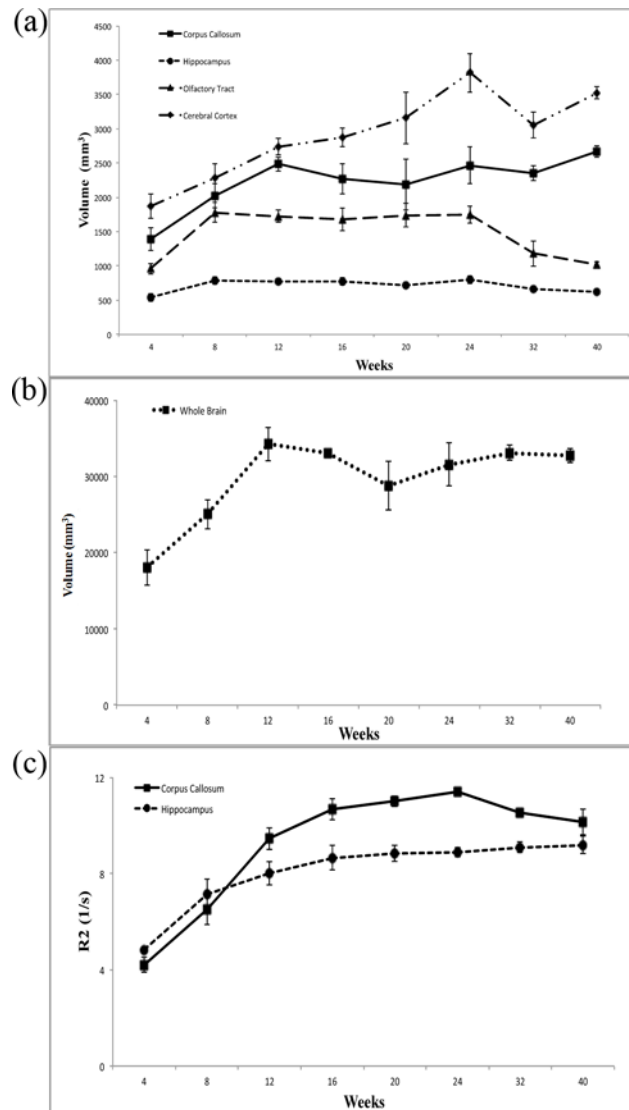 (a)
Corpus Callosum
Hippocampus
Olfactory Tract
Cerebral Cortex
Volume (mm³)
4500
4000
3500
3000
2500
2000
1500
1000
500
0
4 8 12 16 20 24 32 40
Weeks
(b)
Whole Brain
Volume (mm³)
40000
30000
20000
10000
0
4 8 12 16 20 24 32 40
Weeks
(c)
Corpus Callosum
Hippocampus
R2 (1/s)
12
8
4
0
4 8 12 16 20 24 32 40
Weeks